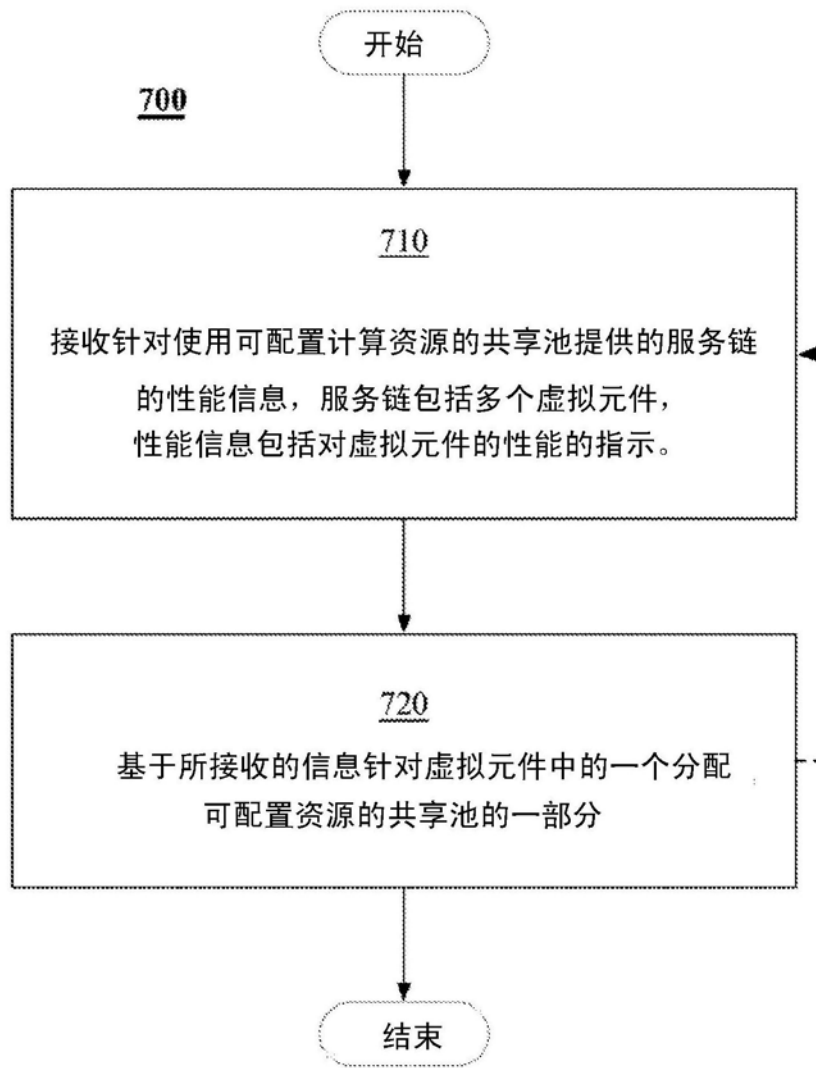 开始
700
710
接收针对使用可配置计算资源的共享池提供的服务链
的性能信息，服务链包括多个虚拟元件，
性能信息包括对虚拟元件的性能的指示。
720
基于所接收的信息针对虚拟元件中的一个分配
可配置资源的共享池的一部分
结束